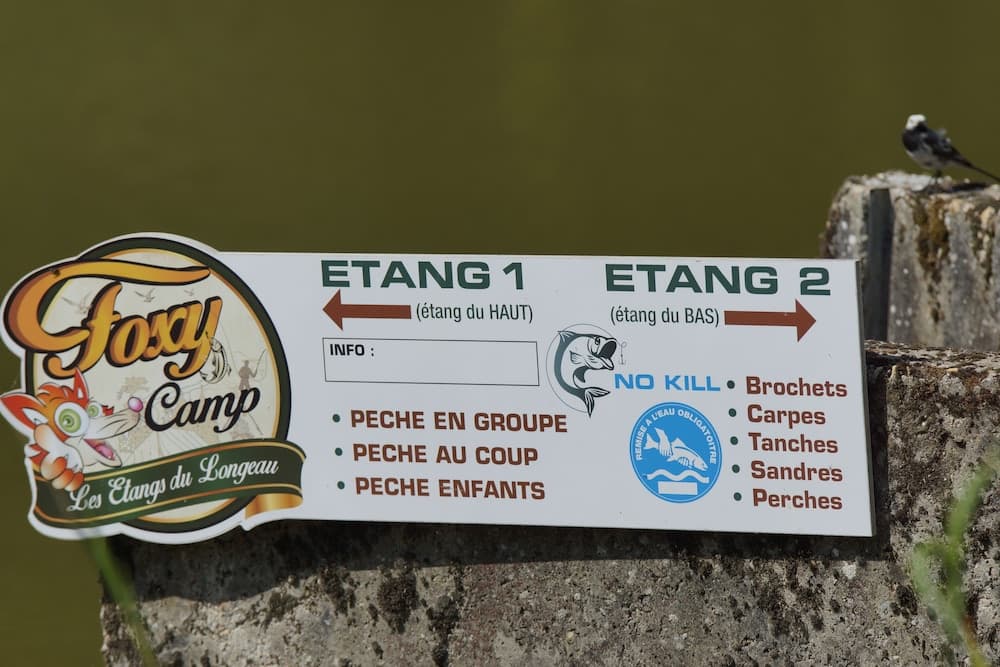 Foxy
Camp
Les Etangs du Longeau
ETANG 1
(étang du HAUT)
INFO :
• PECHE EN GROUPE
• PECHE AU COUP
• PECHE ENFANTS
ETANG 2
(étang du BAS)
NO KILL
REMISE A L'EAU OBLIGATOITRE
• Brochets
• Carpes
• Tanches
• Sandres
• Perches